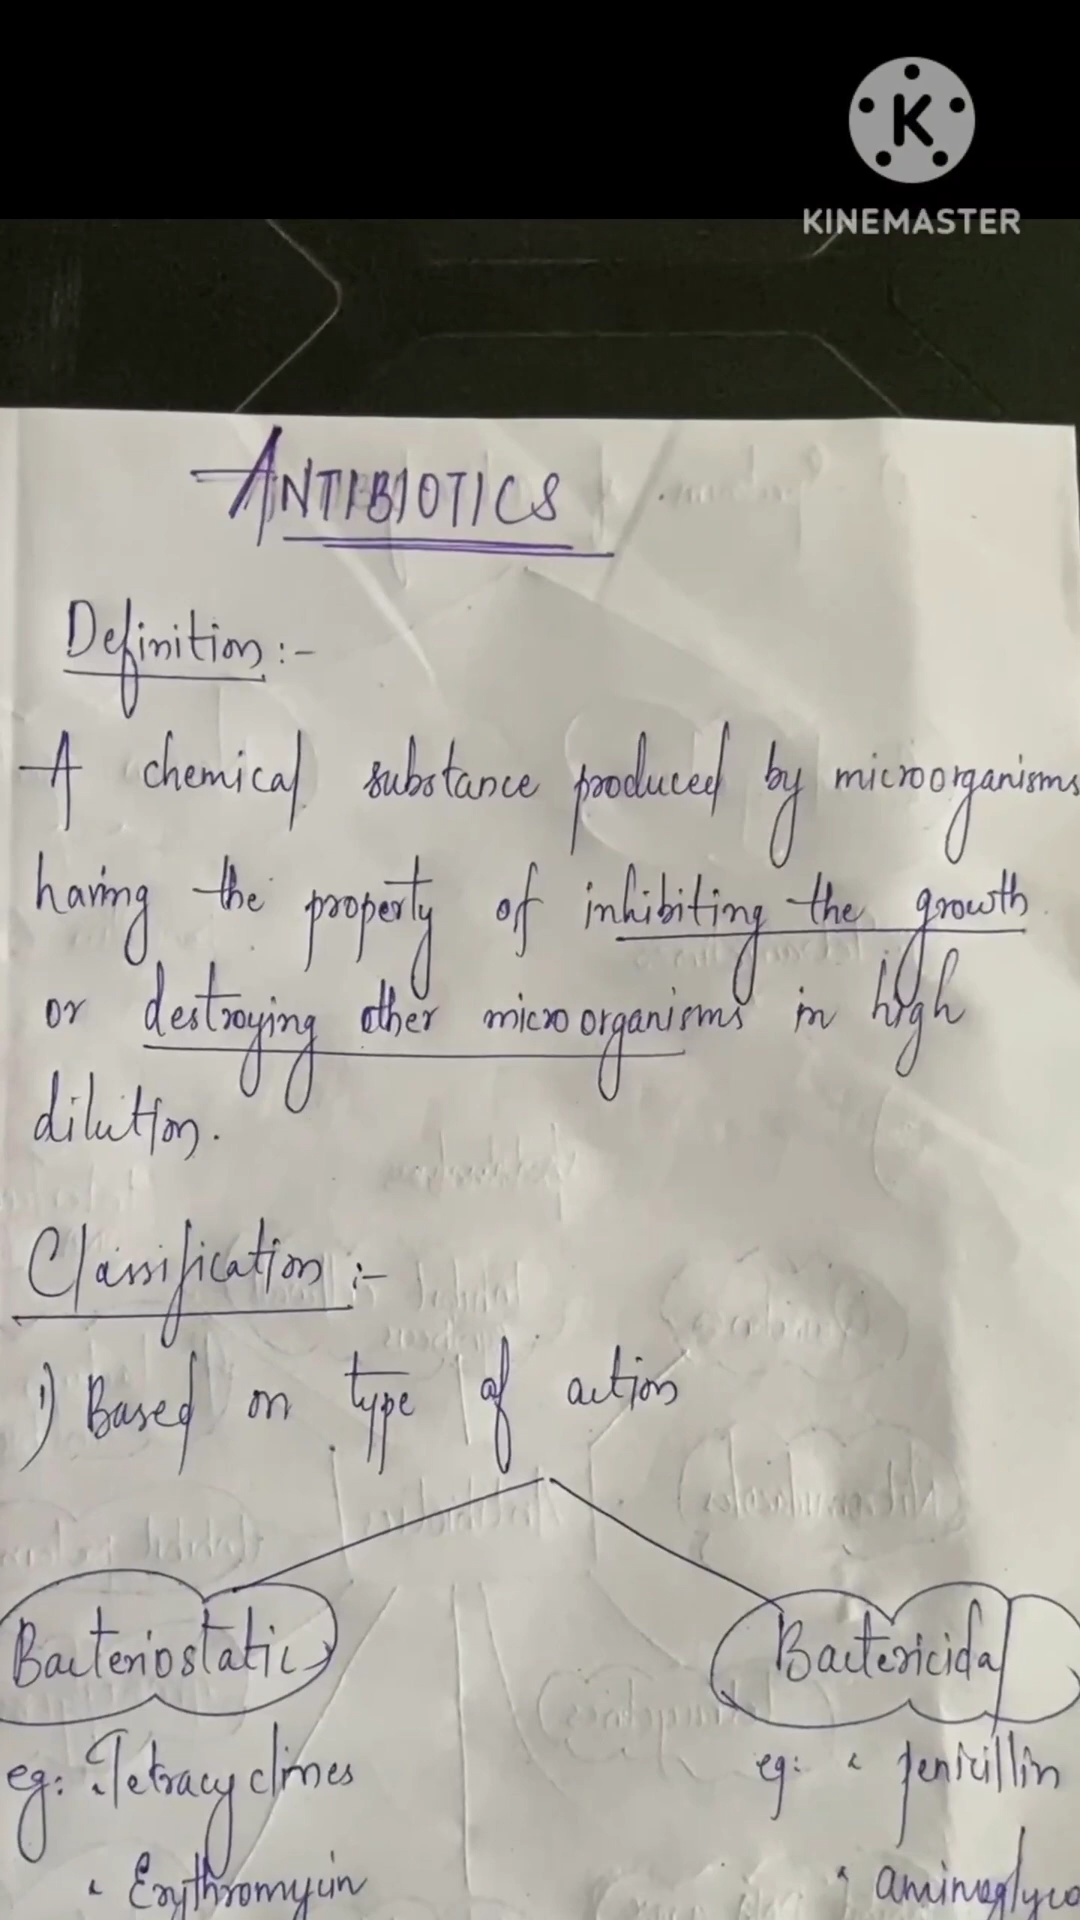 KINEMASTER
ANTIBIOTICS
Definition :-
A chemical substance produced by microorganisms
having the property of inhibiting the growth
or destroying other microorganisms in high
dilution.
Classification :-
1) Based on type of action
Bacteriostatic Bactericidal
eg: Tetracyclines eg: penicillin
Erythromycin aminoglyco